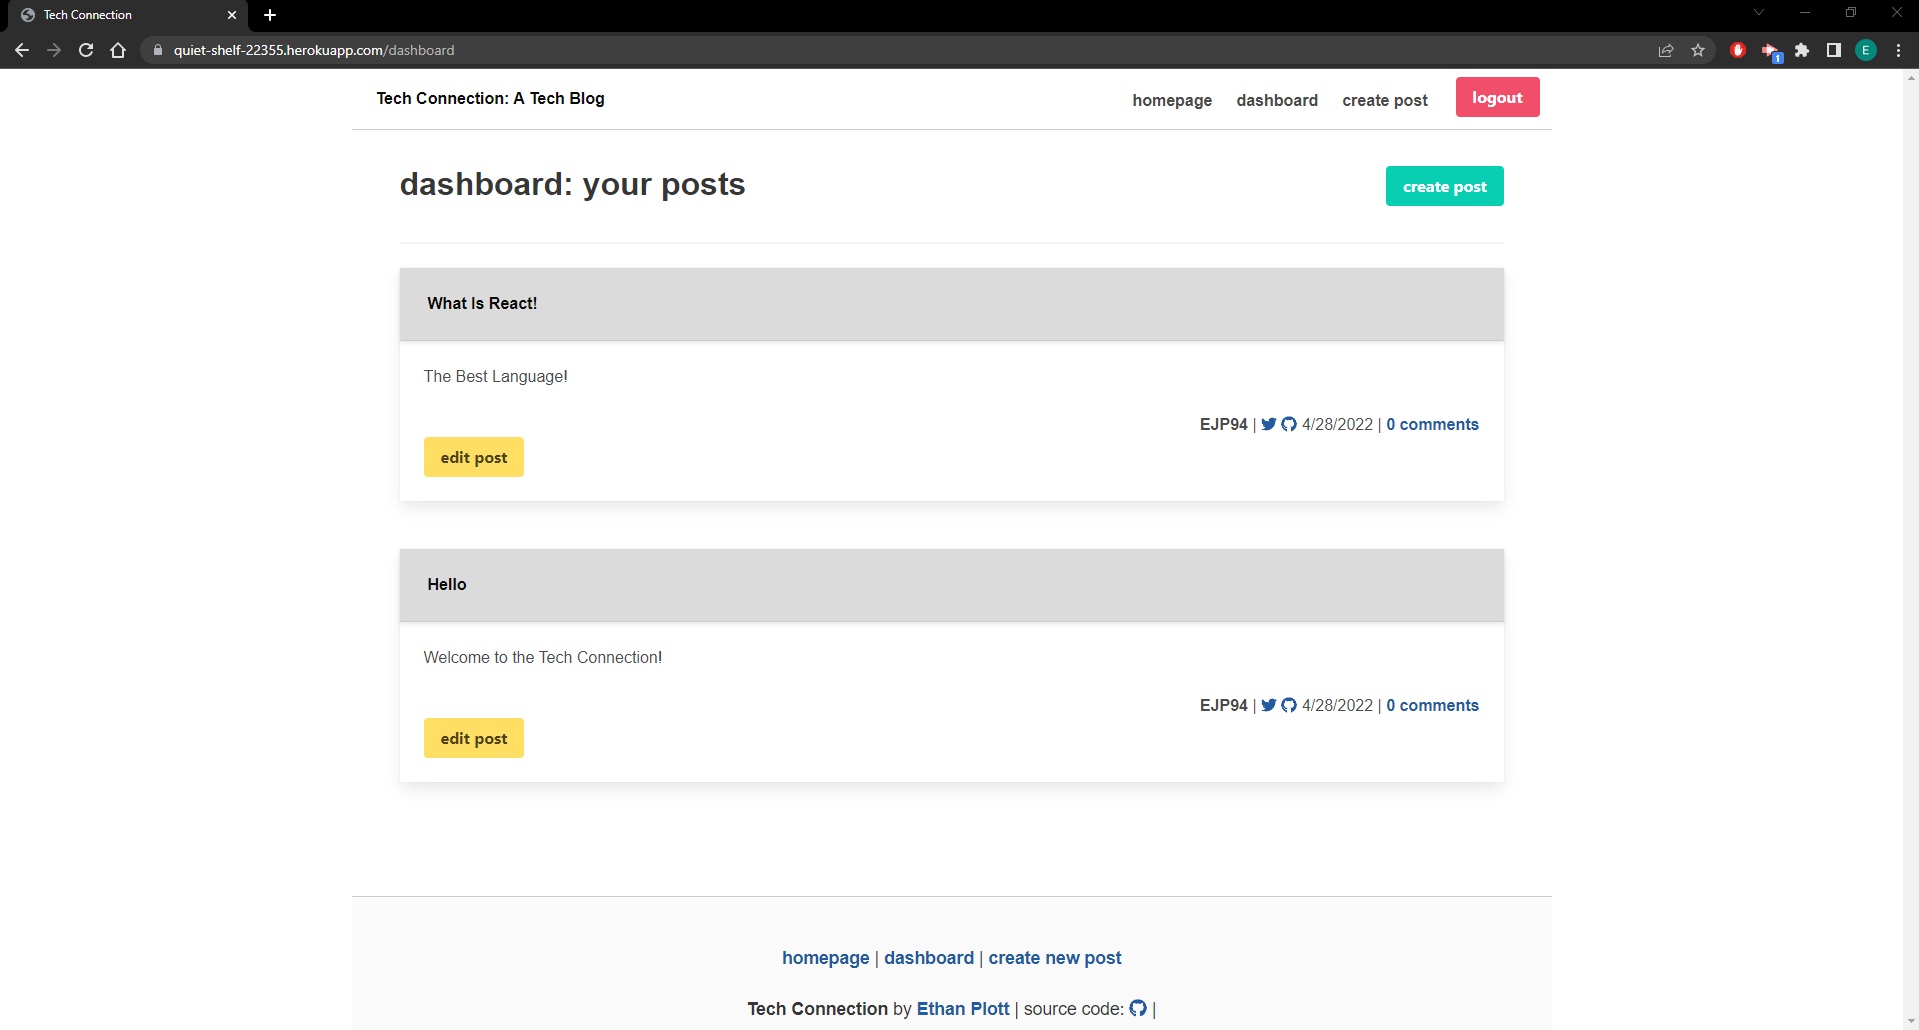 Tech Connection
quiet-shelf-22355.herokuapp.com/dashboard
1
E
Tech Connection: A Tech Blog
homepage dashboard create post logout
dashboard: your posts
create post
What Is React!
The Best Language!
EJP94 | 4/28/2022 | 0 comments
edit post
Hello
Welcome to the Tech Connection!
EJP94 | 4/28/2022 | 0 comments
edit post
homepage | dashboard | create new post
Tech Connection by Ethan Plott | source code: |